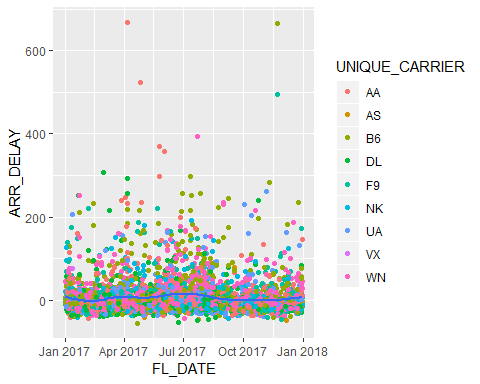 600
400
200
0
ARR_DELAY
Jan 2017 Apr 2017 Jul 2017 Oct 2017 Jan 2018
FL_DATE
UNIQUE_CARRIER
AA
AS
B6
DL
F9
NK
UA
VX
WN